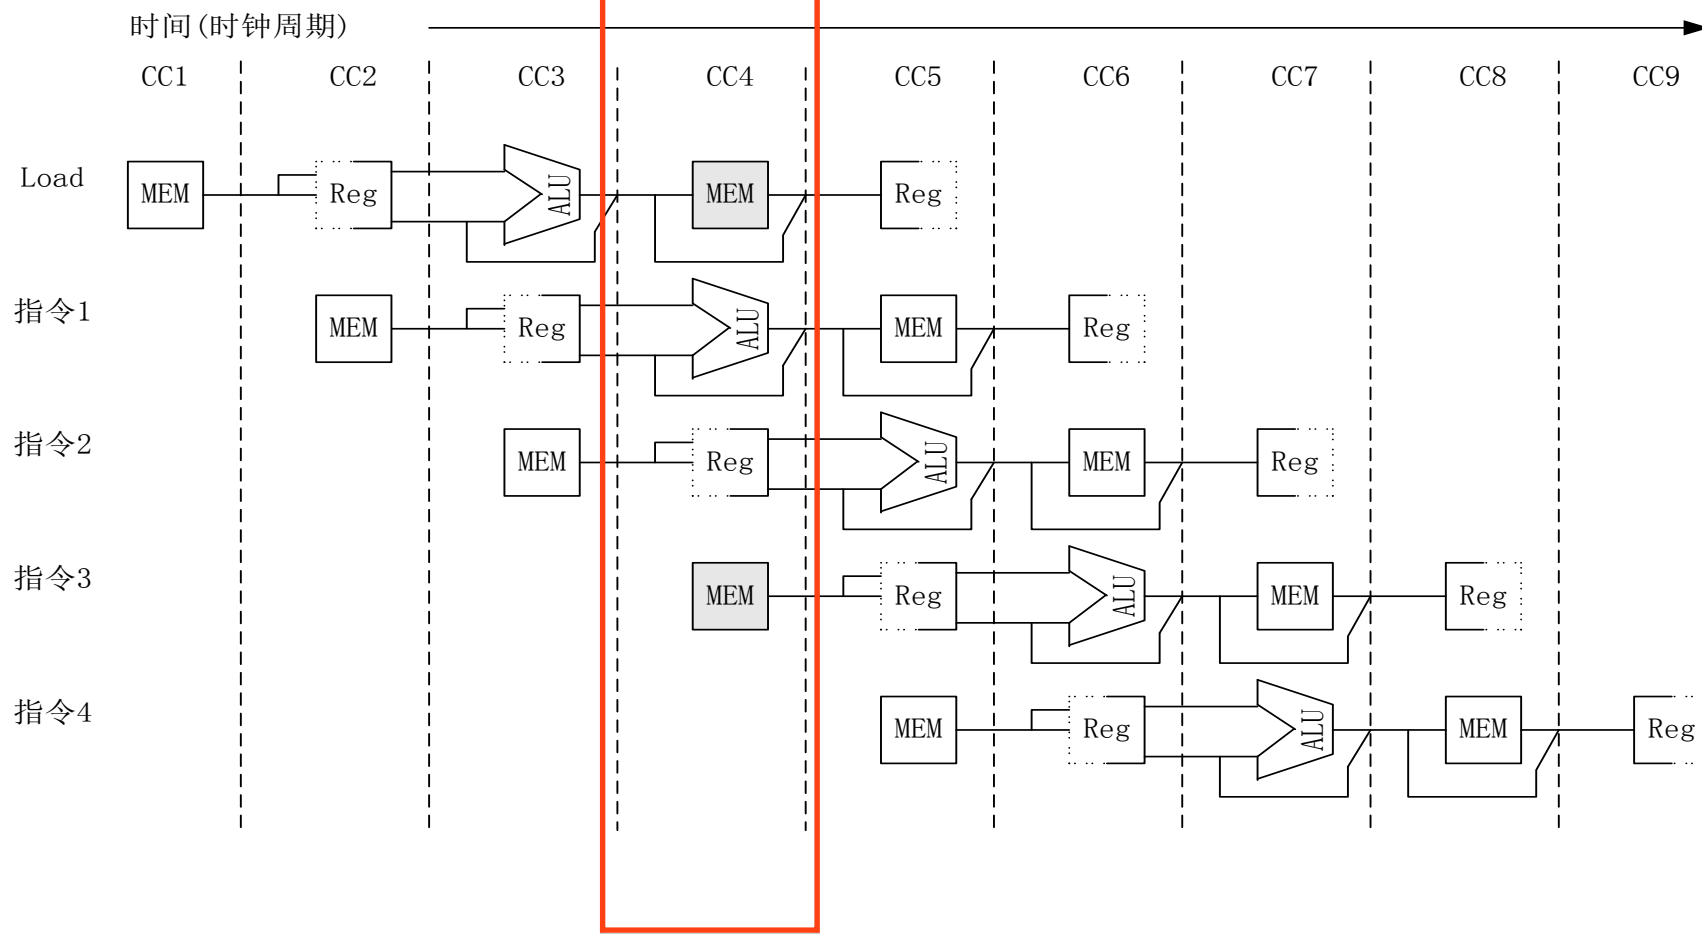 时间(时钟周期)
CC1 CC2 CC3 CC4 CC5 CC6 CC7 CC8 CC9
Load MEM Reg ALU MEM Reg
指令1 MEM Reg ALU MEM Reg
指令2 MEM Reg ALU MEM Reg
指令3 MEM Reg ALU MEM Reg
指令4 MEM Reg ALU MEM Reg